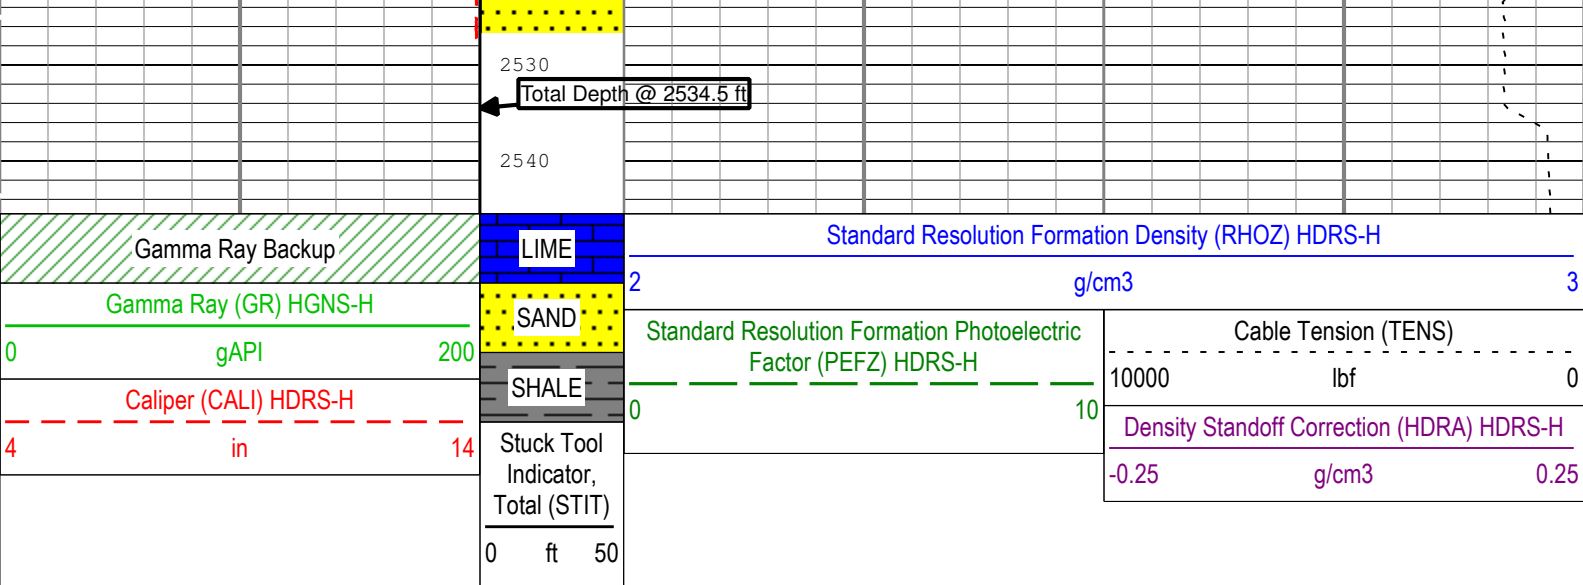 2530
Total Depth @ 2534.5 ft
2540
Gamma Ray Backup
Gamma Ray (GR) HGNS-H
0 gAPI 200
Caliper (CALI) HDRS-H
4 in 14
LIME
SAND
SHALE
Stuck Tool
Indicator,
Total (STIT)
0 ft 50
Standard Resolution Formation Density (RHOZ) HDRS-H
2 g/cm3 3
Standard Resolution Formation Photoelectric
Factor (PEFZ) HDRS-H
0 10
Cable Tension (TENS)
10000 lbf 0
Density Standoff Correction (HDRA) HDRS-H
-0.25 g/cm3 0.25